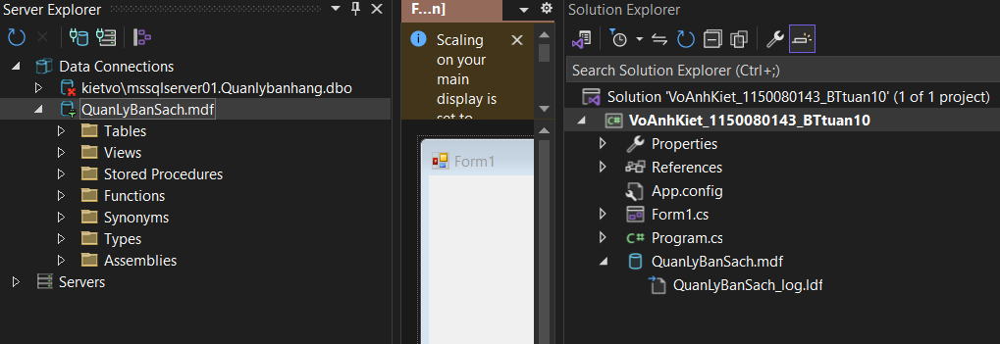 Server Explorer
Data Connections
kietvo\mssqlserver01.Quanlybanhang.dbo
QuanLyBanSach.mdf
Tables
Views
Stored Procedures
Functions
Synonyms
Types
Assemblies
Servers
F...n]
Scaling
on your
main
display is
set to
Form1
Solution Explorer
Search Solution Explorer (Ctrl+;)
Solution 'VoAnhKiet_1150080143_BTtuan10' (1 of 1 project)
VoAnhKiet_1150080143_BTtuan10
Properties
References
App.config
Form1.cs
C# Program.cs
QuanLyBanSach.mdf
QuanLyBanSach_log.ldf